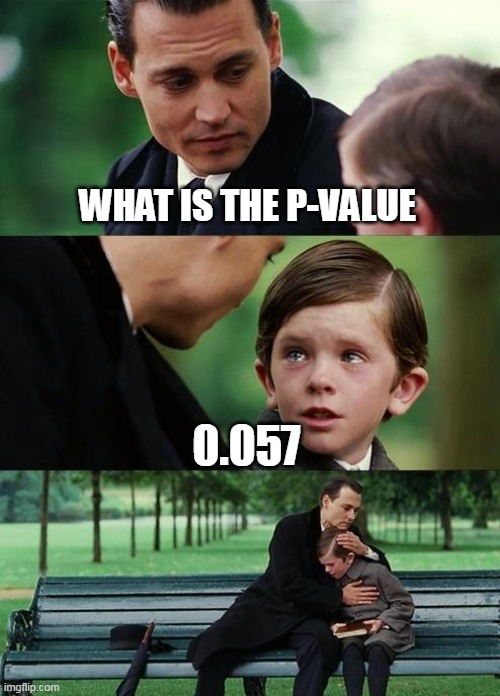 WHAT IS THE P-VALUE
0.057
imgflip.com